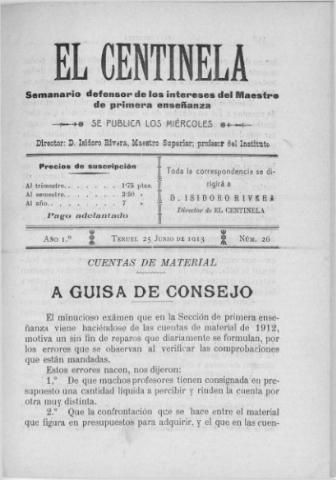 EL CENTINELA
Semanario defensor de los intereses del Maestro
de primera enseñanza
SE PUBLICA LOS MIÉRCOLES
Director: D. Isidoro Rivera, Maestro Superior; profesor del Instituto
Precios de suscripción
Al trimestre. . . . . . . 1'75 ptas.
Al semestre. . . . . . . 3'50 »
Al año. . . . . . . . . 7 »
Pago adelantado
Toda la correspondencia se di-
rigirá a
D. ISIDORO RIVERA
Director de EL CENTINELA
AÑO 1.º TERUEL 25 JUNIO DE 1913 NÚM. 26
CUENTAS DE MATERIAL
A GUISA DE CONSEJO
El minucioso exámen que en la Sección de primera ense-
ñanza viene haciéndose de las cuentas de material de 1912,
motiva un sin fin de reparos que diariamente se formulan, por
los errores que se observan al verificar las comprobaciones
que están mandadas.
Estos errores nacen, nos dijeron:
1.º De que muchos profesores tienen consignada en pre-
supuesto una cantidad líquida a percibir y rinden la cuenta por
otra muy distinta.
2.º Que la confrontación que se hace entre el material
que figura en presupuestos para adquirir, y el que en las cuen-